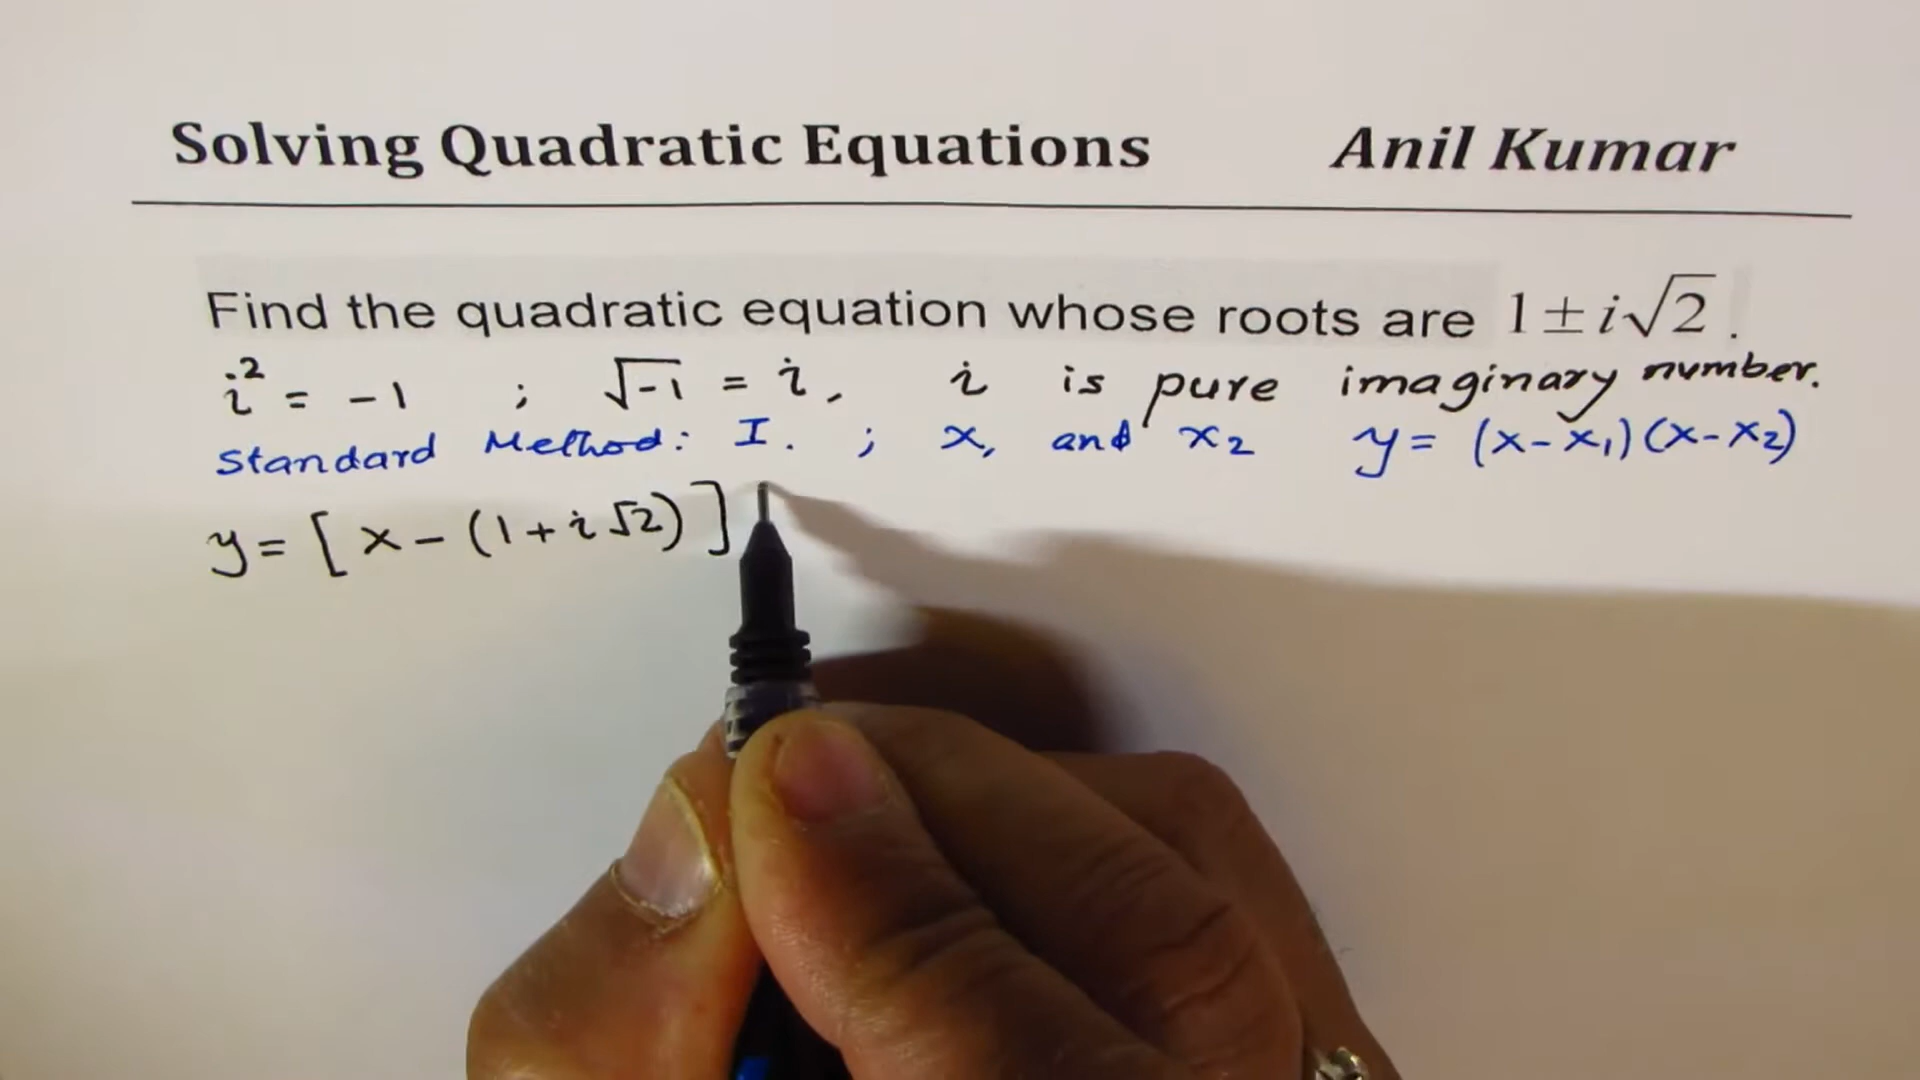 Solving Quadratic Equations Anil Kumar
Find the quadratic equation whose roots are 1±i√2.
i² = -1 ; √-1 = i, i is pure imaginary number.
Standard Method: I. ; x, and x₂ y = (x-x₁)(x-x₂)
y = [x-(1+i√2)]